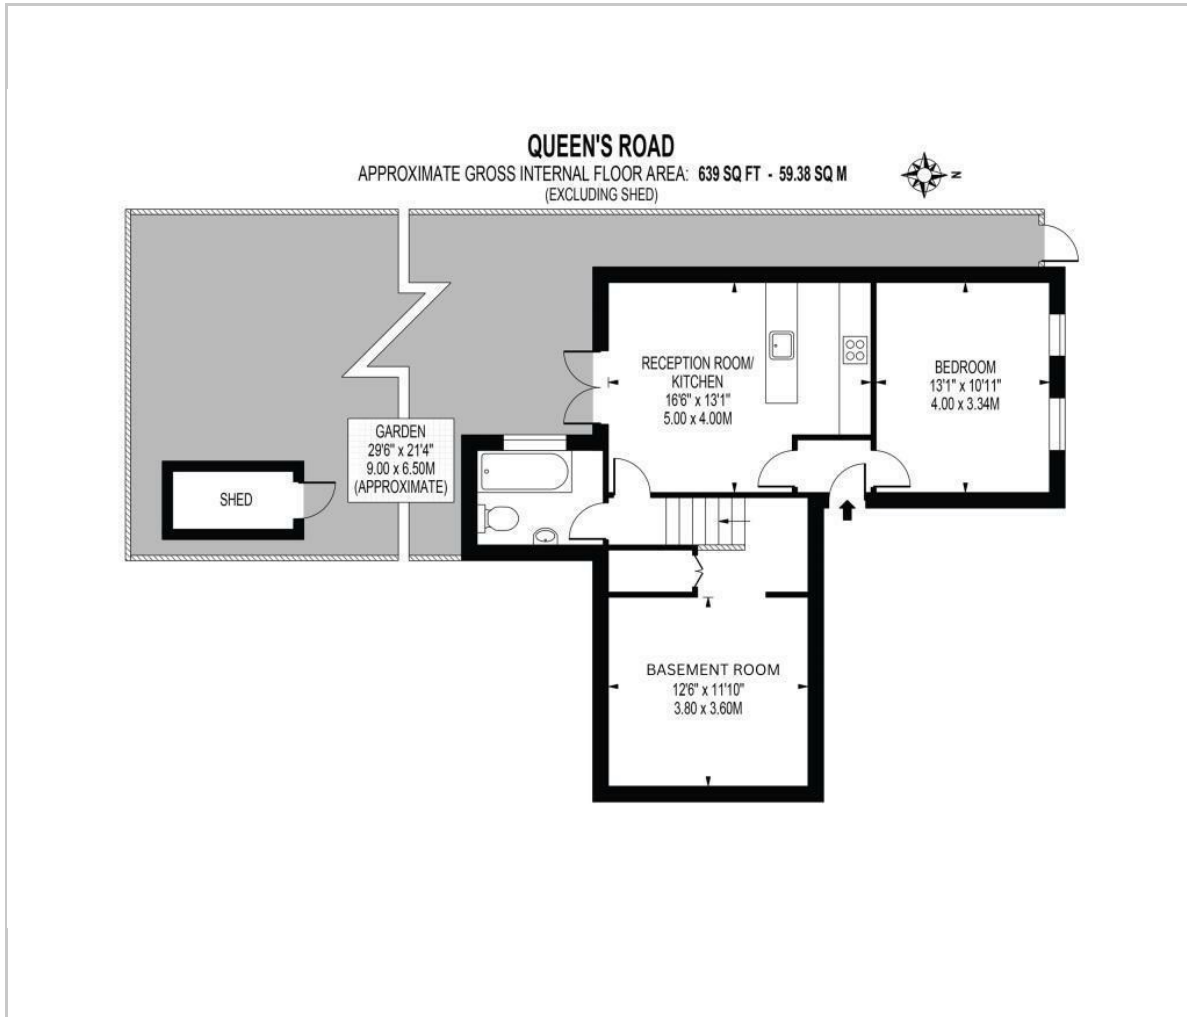 QUEEN'S ROAD
APPROXIMATE GROSS INTERNAL FLOOR AREA: 639 SQ FT - 59.38 SQ M
(EXCLUDING SHED)
N
RECEPTION ROOM/
KITCHEN
16'6" x 13'1"
5.00 x 4.00M
BEDROOM
13'1" x 10'11"
4.00 x 3.34M
GARDEN
29'6" x 21'4"
9.00 x 6.50M
(APPROXIMATE)
SHED
BASEMENT ROOM
12'6" x 11'10"
3.80 x 3.60M